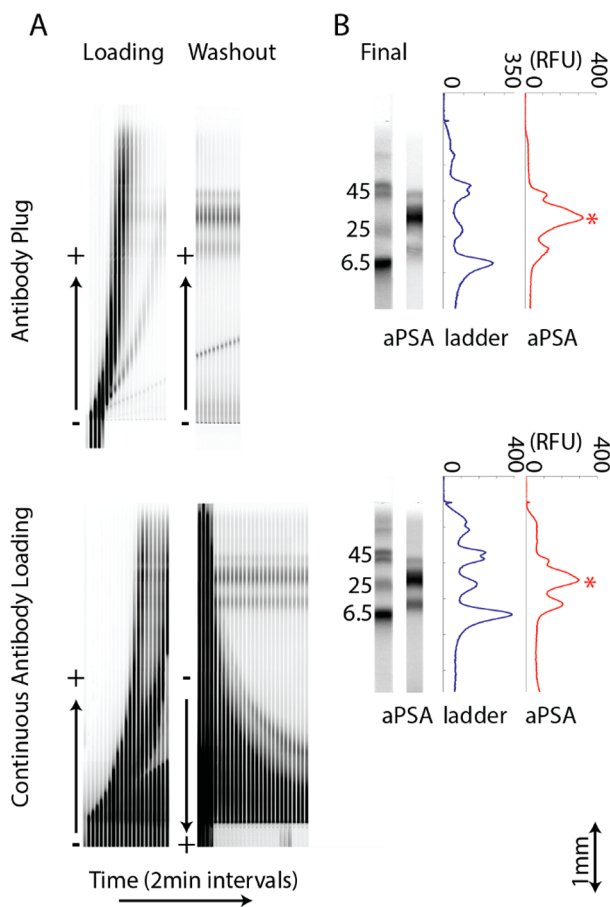 A
B
Loading
Washout
Final
0
350
(RFU)
0
400
Antibody Plug
+
-
+
-
45
25
6.5
*
aPSA ladder
aPSA
Continuous Antibody Loading
+
-
-
+
0
400
(RFU)
0
400
45
25
6.5
*
aPSA ladder
aPSA
Time (2min intervals)
1mm